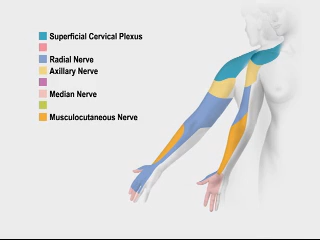 Superficial Cervical Plexus
Radial Nerve
Axillary Nerve
Median Nerve
Musculocutaneous Nerve